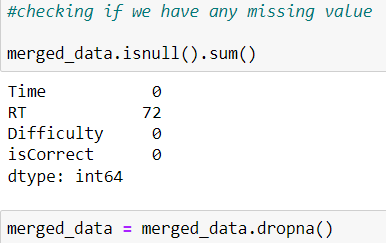 #checking if we have any missing value
merged_data.isnull().sum()
Time 0
RT 72
Difficulty 0
isCorrect 0
dtype: int64
merged_data = merged_data.dropna()